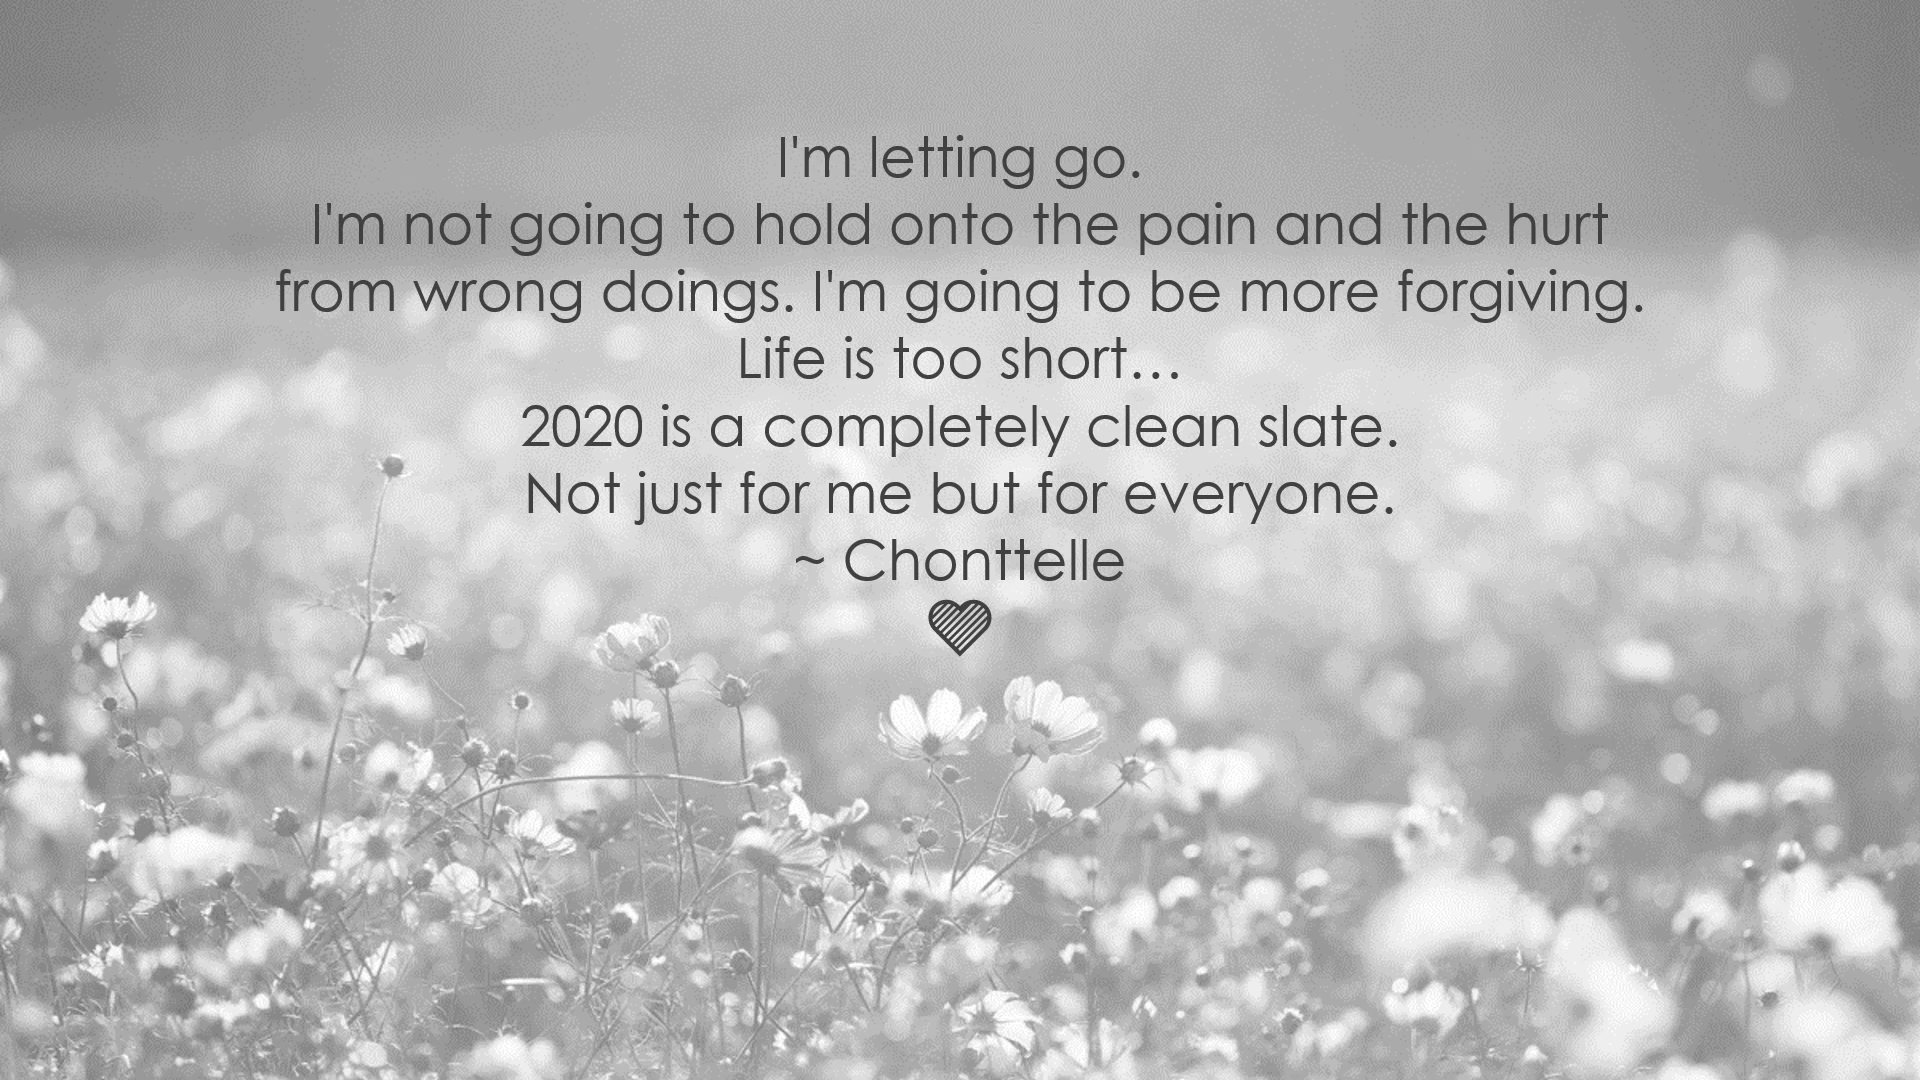 I'm letting go.
I'm not going to hold onto the pain and the hurt
from wrong doings. I'm going to be more forgiving.
Life is too short…
2020 is a completely clean slate.
Not just for me but for everyone.
~ Chonttelle